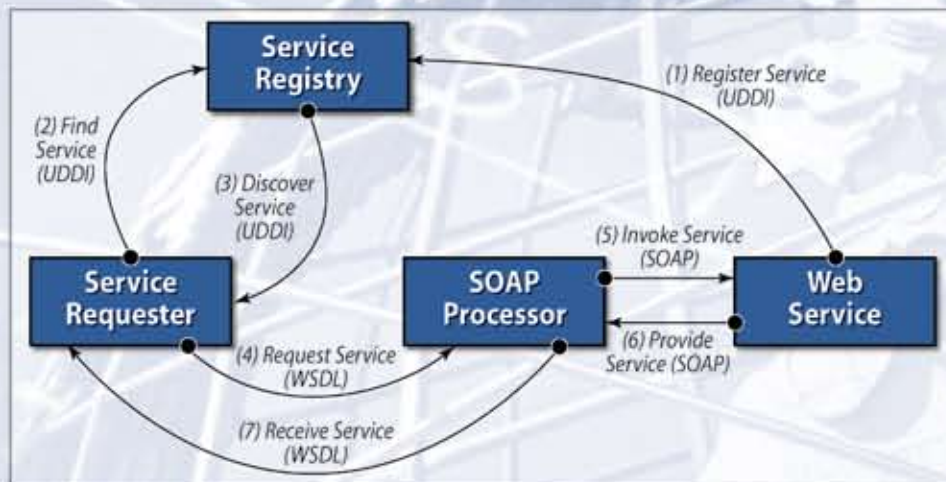 Service
Registry
(1) Register Service
(UDDI)
(2) Find
Service
(UDDI)
(3) Discover
Service
(UDDI)
(5) Invoke Service
(SOAP)
Service
Requester
SOAP
Processor
Web
Service
(4) Request Service
(WSDL)
(6) Provide
Service (SOAP)
(7) Receive Service
(WSDL)